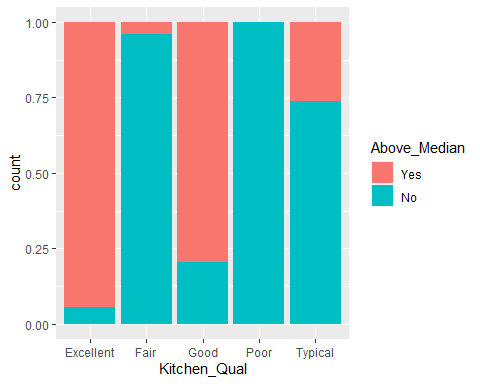 1.00
0.75
0.50
0.25
0.00
count
Excellent Fair Good Poor Typical
Kitchen_Qual
Above_Median
Yes
No